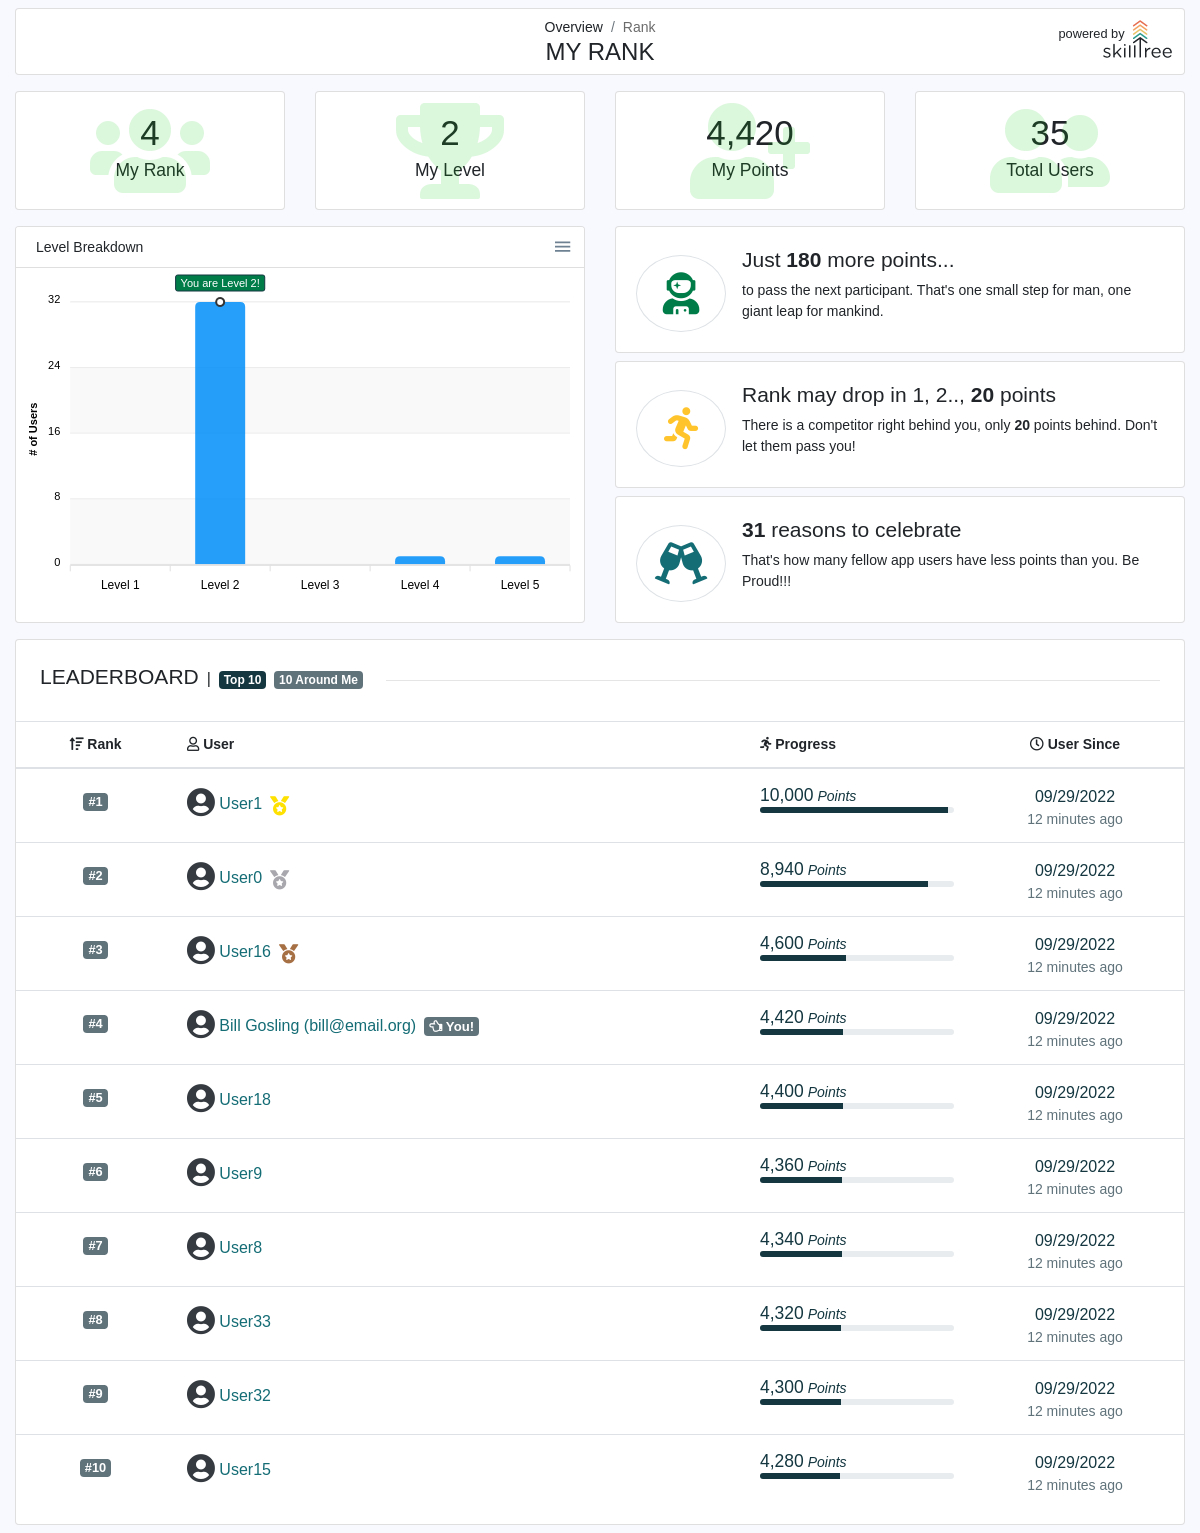 Overview / Rank
MY RANK
powered by
skilltree
4
My Rank
2
My Level
4,420
My Points
35
Total Users
Level Breakdown
You are Level 2!
# of Users
32
24
16
8
0
Level 1 Level 2 Level 3 Level 4 Level 5
Just 180 more points...
to pass the next participant. That's one small step for man, one
giant leap for mankind.
Rank may drop in 1, 2.., 20 points
There is a competitor right behind you, only 20 points behind. Don't
let them pass you!
31 reasons to celebrate
That's how many fellow app users have less points than you. Be
Proud!!!
LEADERBOARD | Top 10 10 Around Me
Rank User Progress User Since
#1 User1 10,000 Points 09/29/2022
12 minutes ago
#2 User0 8,940 Points 09/29/2022
12 minutes ago
#3 User16 4,600 Points 09/29/2022
12 minutes ago
#4 Bill Gosling (bill@email.org) You! 4,420 Points 09/29/2022
12 minutes ago
#5 User18 4,400 Points 09/29/2022
12 minutes ago
#6 User9 4,360 Points 09/29/2022
12 minutes ago
#7 User8 4,340 Points 09/29/2022
12 minutes ago
#8 User33 4,320 Points 09/29/2022
12 minutes ago
#9 User32 4,300 Points 09/29/2022
12 minutes ago
#10 User15 4,280 Points 09/29/2022
12 minutes ago